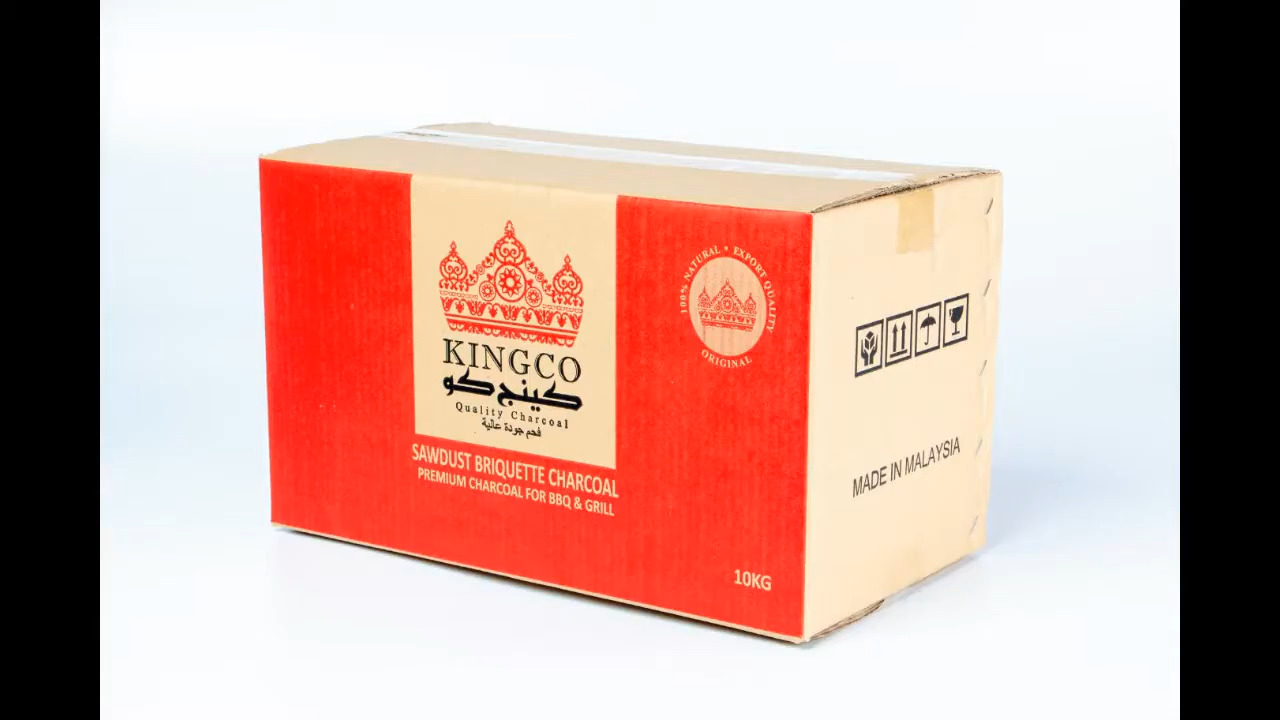 KINGCO
كينج كو
Quality Charcoal
فحم جودة عالية
SAWDUST BRIQUETTE CHARCOAL
PREMIUM CHARCOAL FOR BBQ & GRILL
100% NATURAL * EXPORT QUALITY
ORIGINAL
10KG
MADE IN MALAYSIA